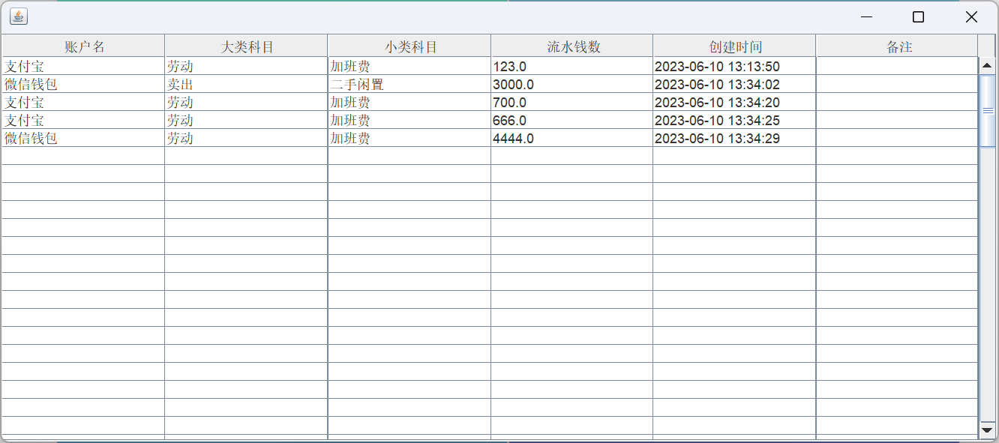 账户名 大类科目 小类科目 流水钱数 创建时间 备注
支付宝 劳动 加班费 123.0 2023-06-10 13:13:50
微信钱包 卖出 二手闲置 3000.0 2023-06-10 13:34:02
支付宝 劳动 加班费 700.0 2023-06-10 13:34:20
支付宝 劳动 加班费 666.0 2023-06-10 13:34:25
微信钱包 劳动 加班费 4444.0 2023-06-10 13:34:29